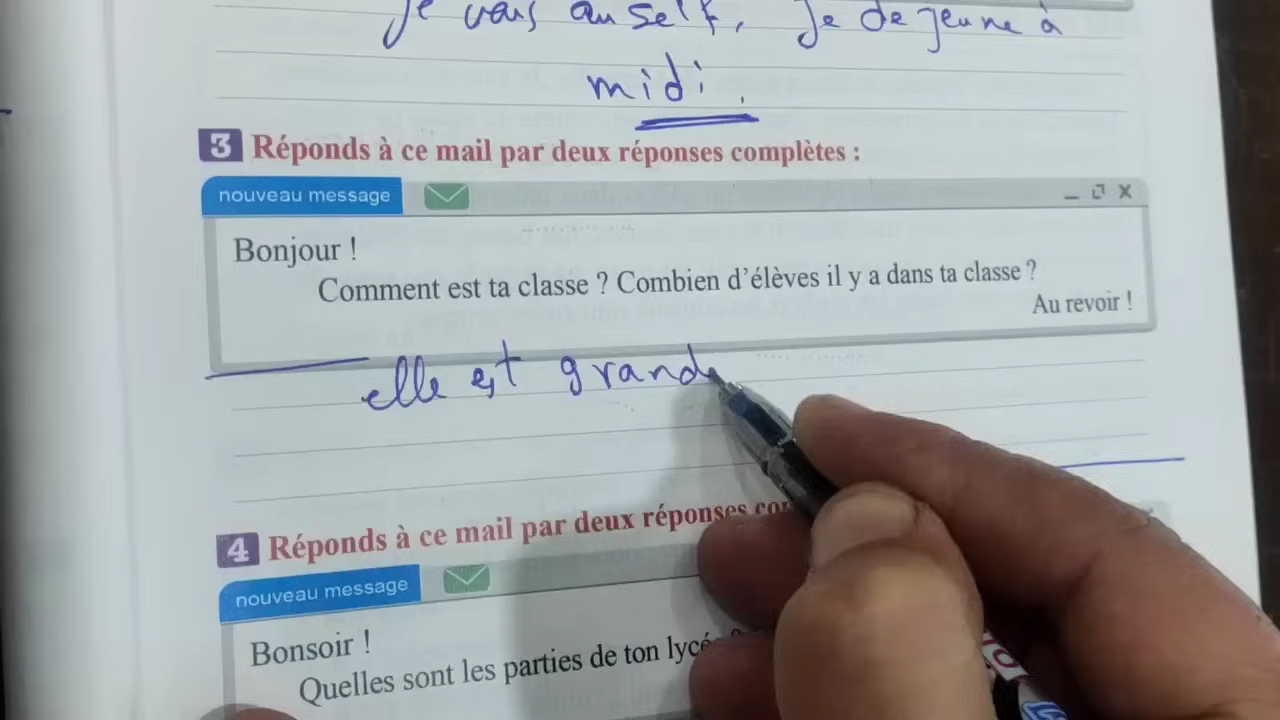 Je vais au self. Je dejeune à
midi.
3 Réponds à ce mail par deux réponses complètes :
nouveau message
Bonjour !
Comment est ta classe ? Combien d'élèves il y a dans ta classe ?
Au revoir !
elle est grand
4 Réponds à ce mail par deux réponses
nouveau message
Bonsoir !
Quelles sont les parties de ton lycée